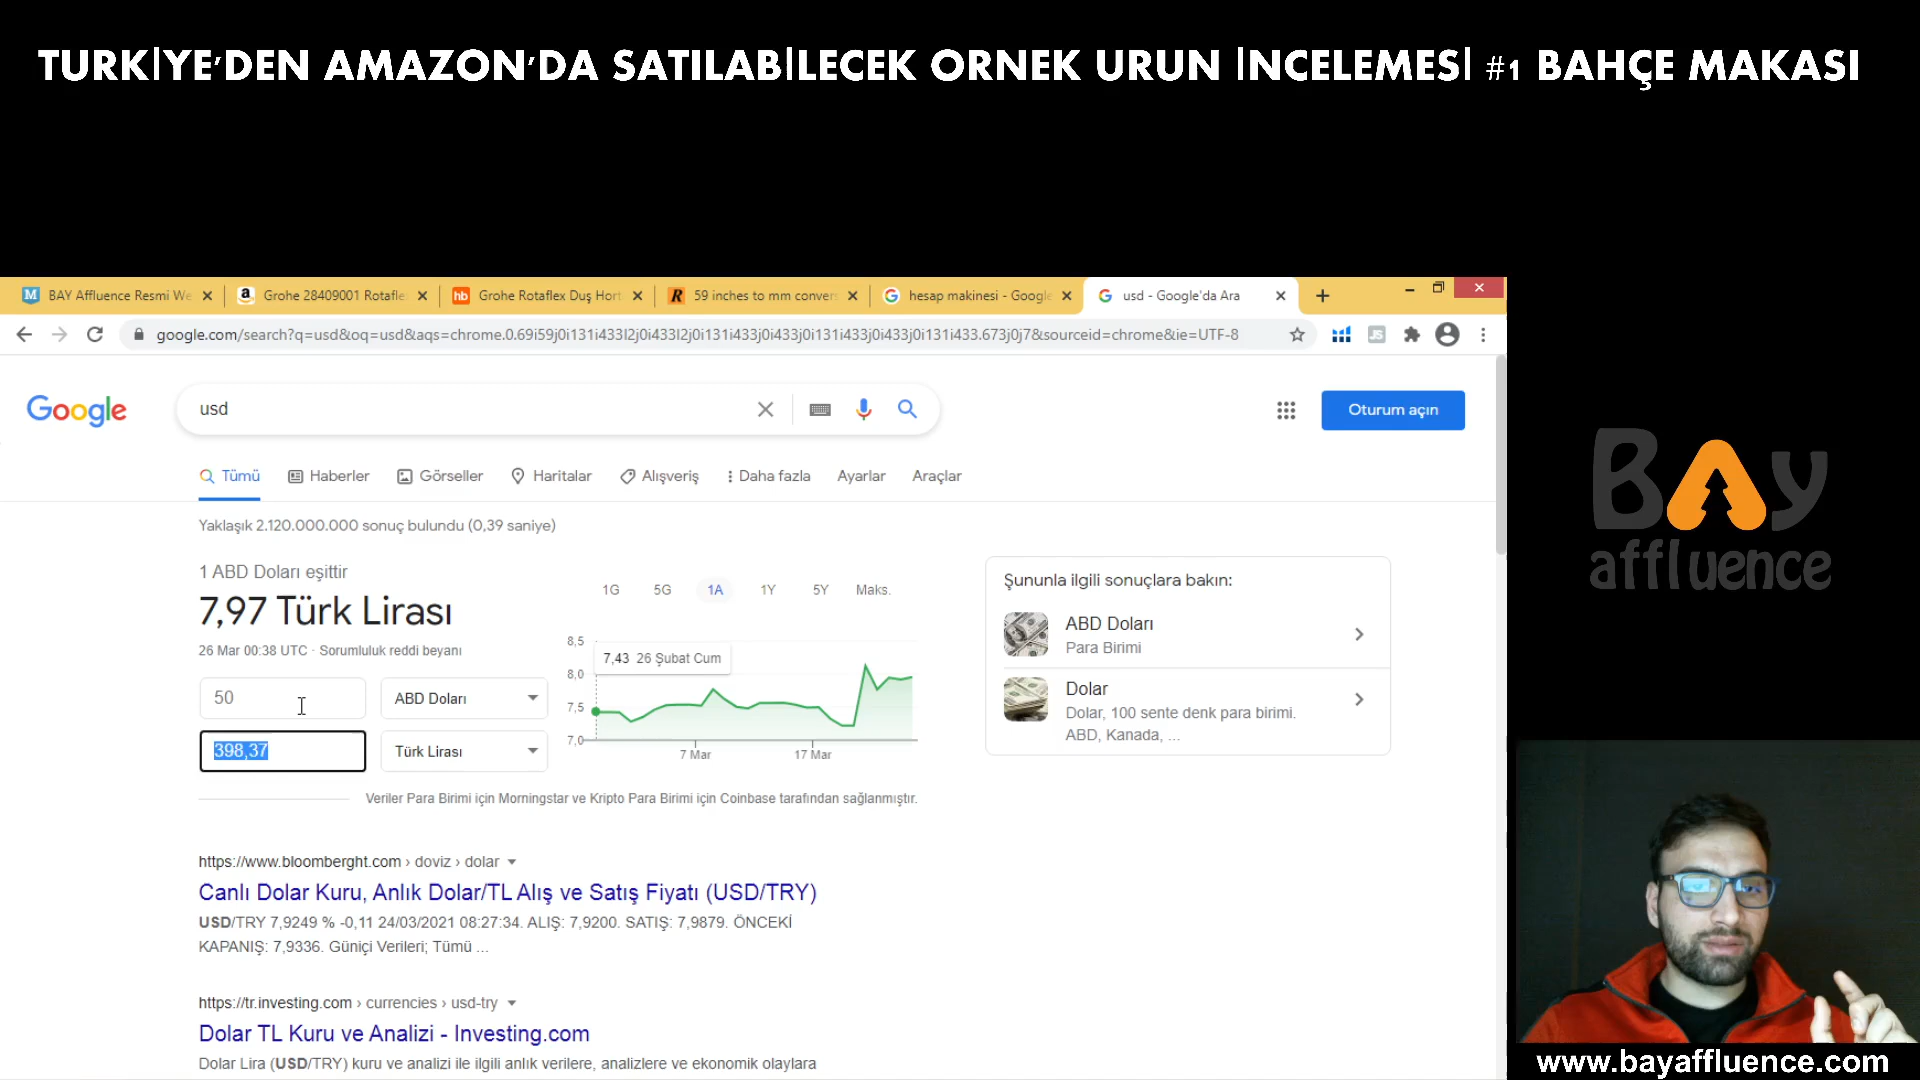 TURKİYE'DEN AMAZON'DA SATILABİLECEK ORNEK URUN İNCELEMESİ #1 BAHÇE MAKASI
BAY Affluence Resmi We
Grohe 28409001 Rotafle
hb Grohe Rotaflex Duş Hort
59 inches to mm conver
hesap makinesi - Google
usd - Google'da Ara
google.com/search?q=usd&oq=usd&aqs=chrome.0.69i59j0i131i433l2j0i433l2j0i131i433j0i433j0i131i433j0i433j0i131i433.673j0j7&sourceid=chrome&ie=UTF-8
JS
Google
usd
Oturum açın
Tümü
Haberler
Görseller
Haritalar
Alışveriş
Daha fazla
Ayarlar
Araçlar
Yaklaşık 2.120.000.000 sonuç bulundu (0,39 saniye)
1 ABD Doları eşittir
7,97 Türk Lirası
26 Mar 00:38 UTC · Sorumluluk reddi beyanı
50
ABD Doları
398,37
Türk Lirası
1G 5G 1A 1Y 5Y Maks.
8,5
8,0
7,5
7,0
7,43 26 Şubat Cum
7 Mar
17 Mar
Veriler Para Birimi için Morningstar ve Kripto Para Birimi için Coinbase tarafından sağlanmıştır.
Şununla ilgili sonuçlara bakın:
ABD Doları
Para Birimi
Dolar
Dolar, 100 sente denk para birimi.
ABD, Kanada, ...
https://www.bloomberght.com › doviz › dolar
Canlı Dolar Kuru, Anlık Dolar/TL Alış ve Satış Fiyatı (USD/TRY)
USD/TRY 7,9249 % -0,11 24/03/2021 08:27:34. ALIŞ: 7,9200. SATIŞ: 7,9879. ÖNCEKİ
KAPANIŞ: 7,9336. Güniçi Verileri; Tümü ...
https://tr.investing.com › currencies › usd-try
Dolar TL Kuru ve Analizi - Investing.com
Dolar Lira (USD/TRY) kuru ve analizi ile ilgili anlık verilere, analizlere ve ekonomik olaylara
BAy
affluence
www.bayaffluence.com